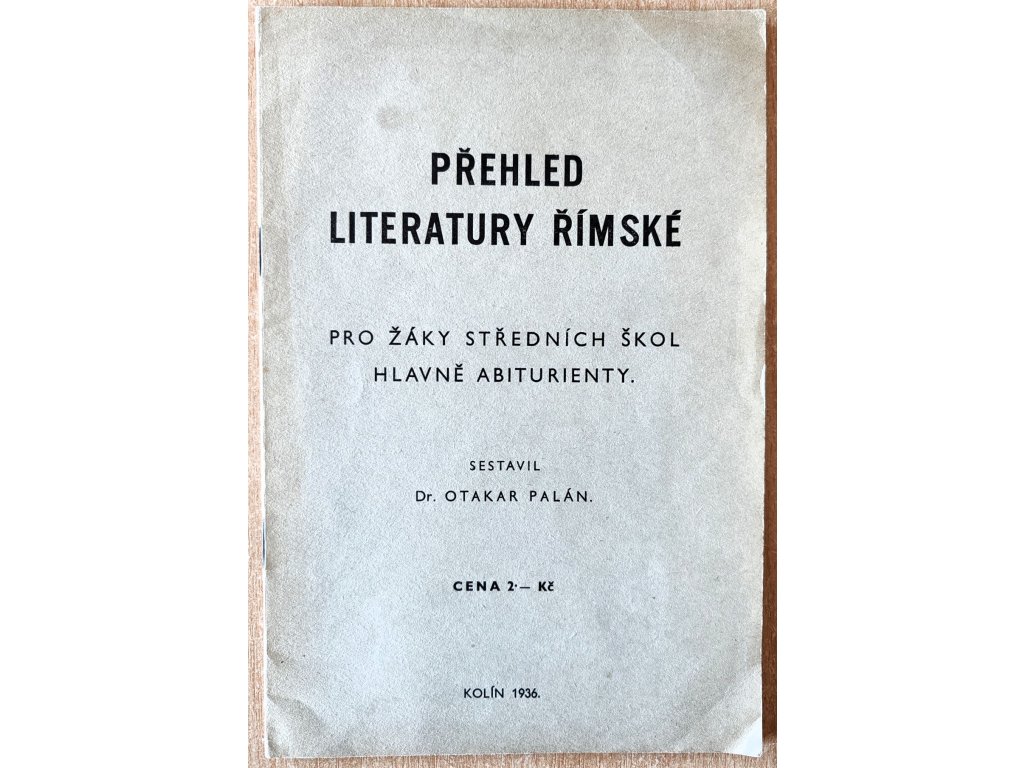 PŘEHLED
LITERATURY ŘÍMSKÉ
PRO ŽÁKY STŘEDNÍCH ŠKOL
HLAVNĚ ABITURIENTY.
SESTAVIL
Dr. OTAKAR PALÁN.
CENA 2·— Kč
KOLÍN 1936.